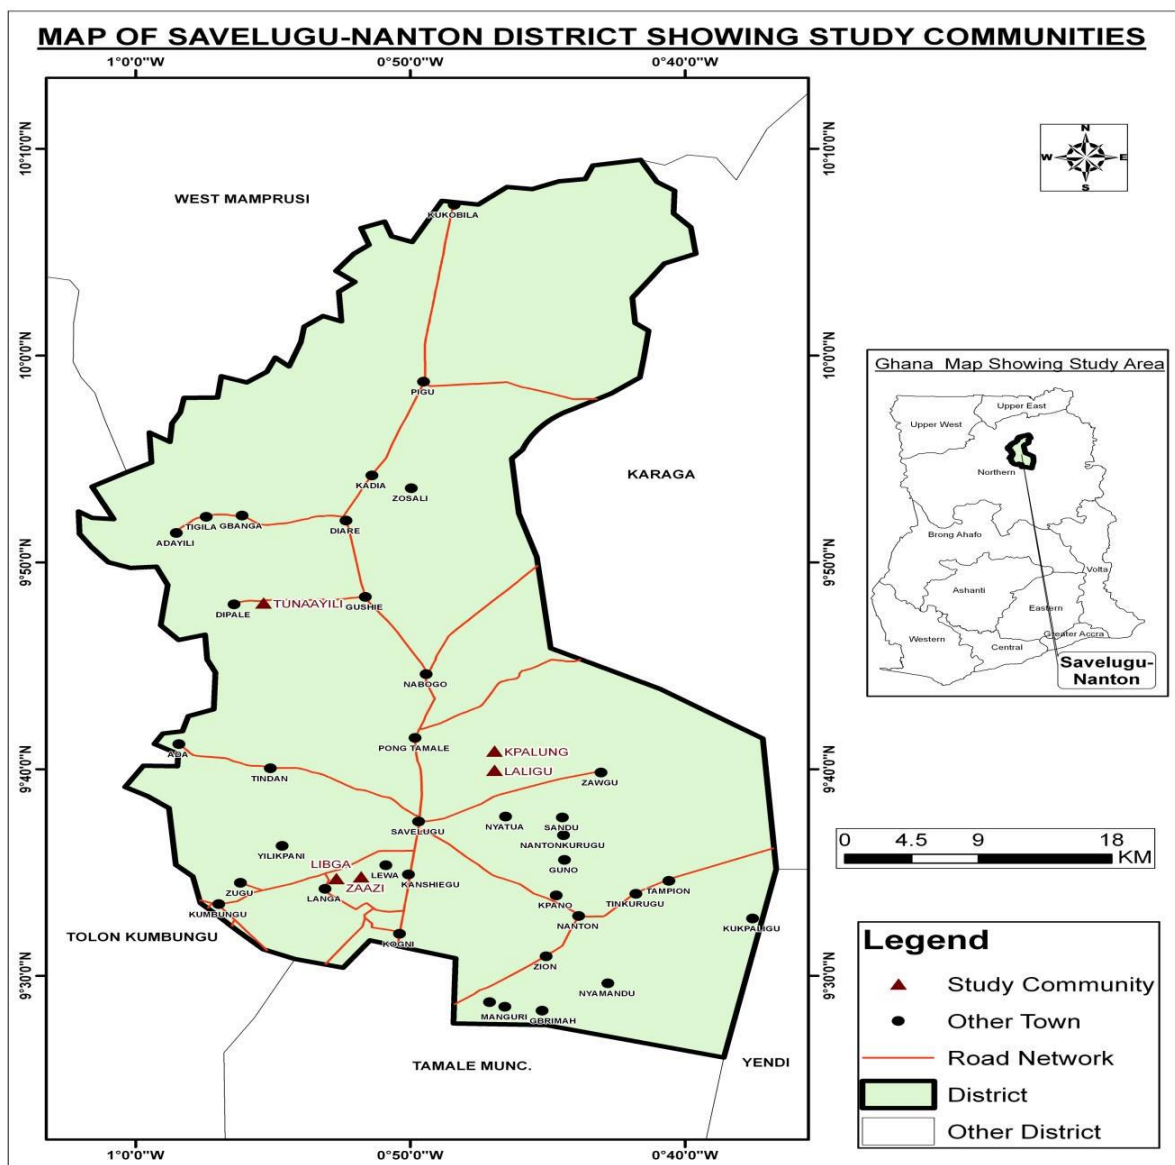 MAP OF SAVELUGU-NANTON DISTRICT SHOWING STUDY COMMUNITIES
1°0'0"W
0°50'0"W
0°40'0"W
10°10'0"N
10°10'0"N
N
W
E
S
WEST MAMPRUSI
KUKOBILA
10°0'0"N
10°0'0"N
Ghana Map Showing Study Area
Upper East
Upper West
Northern
Brong Ahafo
Volta
Ashanti
Eastern
Western
Central
Greater Accra
Savelugu-
Nanton
PIGU
KARAGA
KADIA
ZOSALI
TIGILA
GBANGA
DIARE
ADAYILI
9°50'0"N
9°50'0"N
TUNAAYILI
DIPALE
GUSHIE
NABOGO
PONG TAMALE
ADA
KPALUNG
LALIGU
TINDAN
ZAWGU
9°40'0"N
9°40'0"N
SAVELUGU
NYATUA
SANDU
NANTONKURUGU
YILIKPANI
LIBGA
LEWA
GUNO
ZAAZI
KANSHIEGU
ZUGU
LANGA
KPANO
TINKURUGU
TAMPION
KUMBUNGU
NANTON
KUKPALIGU
TOLON KUMBUNGU
KOGNI
ZION
9°30'0"N
9°30'0"N
NYAMANDU
MANGURI
GBRIMAH
TAMALE MUNC.
YENDI
0
4.5
9
18
KM
Legend
Study Community
Other Town
Road Network
District
Other District
1°0'0"W
0°50'0"W
0°40'0"W